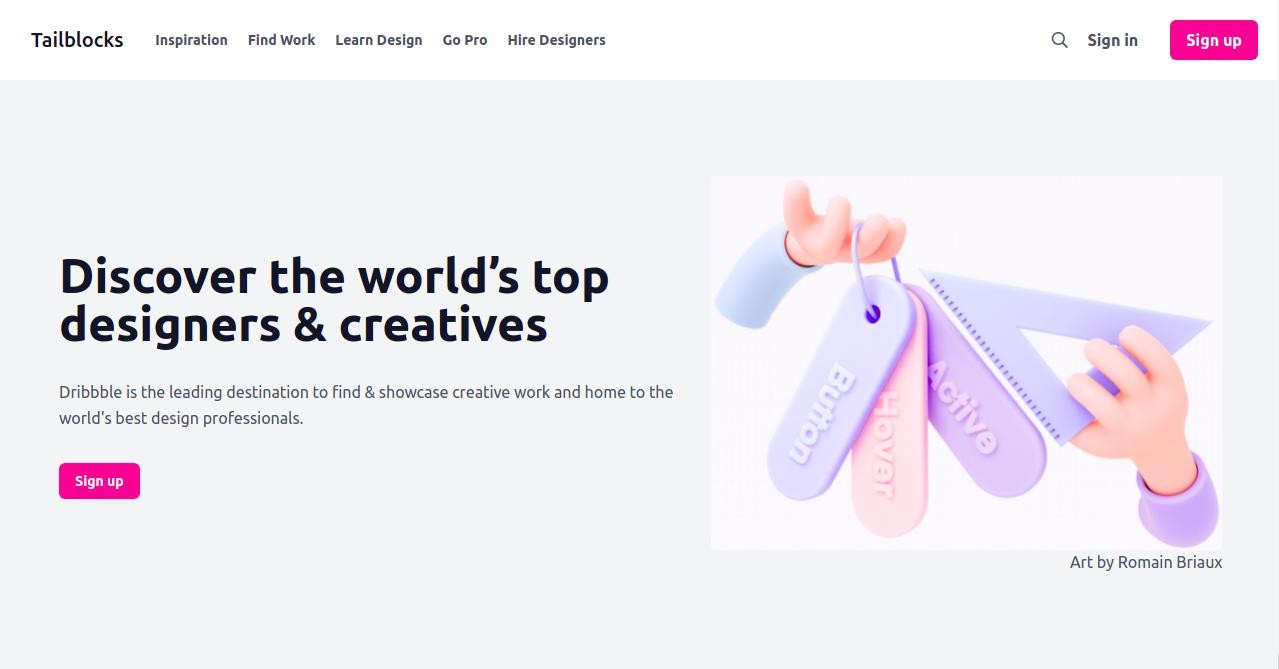 Tailblocks
Inspiration
Find Work
Learn Design
Go Pro
Hire Designers
Sign in
Sign up
Discover the world’s top
designers & creatives
Dribbble is the leading destination to find & showcase creative work and home to the
world's best design professionals.
Sign up
Button
Hover
Active
Art by Romain Briaux